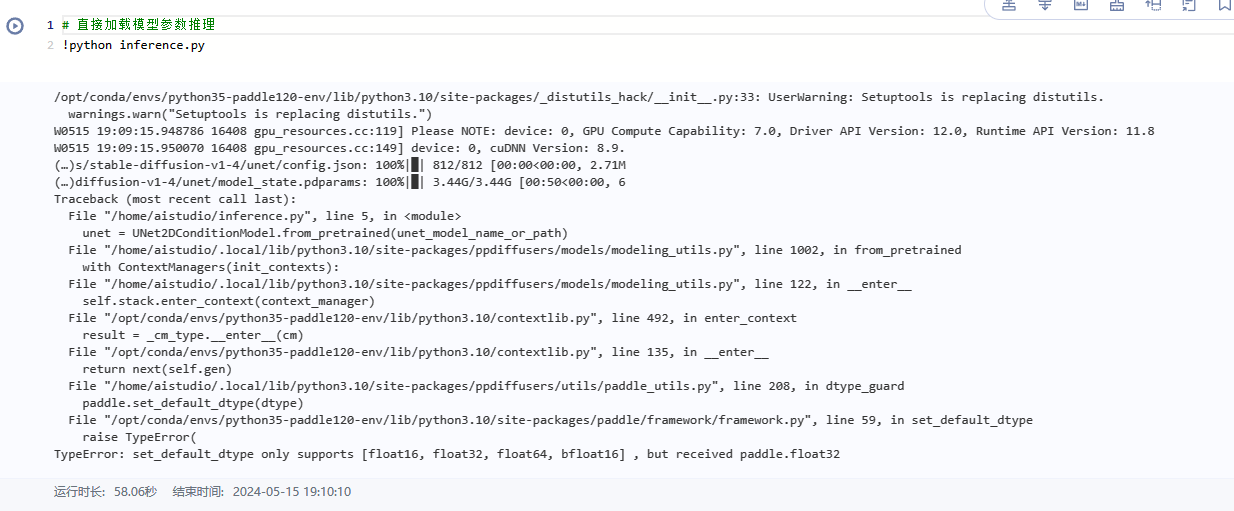 1 # 直接加载模型参数推理
2 !python inference.py
/opt/conda/envs/python35-paddle120-env/lib/python3.10/site-packages/_distutils_hack/__init__.py:33: UserWarning: Setuptools is replacing distutils.
warnings.warn("Setuptools is replacing distutils.")
W0515 19:09:15.948786 16408 gpu_resources.cc:119] Please NOTE: device: 0, GPU Compute Capability: 7.0, Driver API Version: 12.0, Runtime API Version: 11.8
W0515 19:09:15.950070 16408 gpu_resources.cc:149] device: 0, cuDNN Version: 8.9.
(…)s/stable-diffusion-v1-4/unet/config.json: 100%|█| 812/812 [00:00<00:00, 2.71M
(…)diffusion-v1-4/unet/model_state.pdparams: 100%|█| 3.44G/3.44G [00:50<00:00, 6
Traceback (most recent call last):
File "/home/aistudio/inference.py", line 5, in <module>
unet = UNet2DConditionModel.from_pretrained(unet_model_name_or_path)
File "/home/aistudio/.local/lib/python3.10/site-packages/ppdiffusers/models/modeling_utils.py", line 1002, in from_pretrained
with ContextManagers(init_contexts):
File "/home/aistudio/.local/lib/python3.10/site-packages/ppdiffusers/models/modeling_utils.py", line 122, in __enter__
self.stack.enter_context(context_manager)
File "/opt/conda/envs/python35-paddle120-env/lib/python3.10/contextlib.py", line 492, in enter_context
result = _cm_type.__enter__(cm)
File "/opt/conda/envs/python35-paddle120-env/lib/python3.10/contextlib.py", line 135, in __enter__
return next(self.gen)
File "/home/aistudio/.local/lib/python3.10/site-packages/ppdiffusers/utils/paddle_utils.py", line 208, in dtype_guard
paddle.set_default_dtype(dtype)
File "/opt/conda/envs/python35-paddle120-env/lib/python3.10/site-packages/paddle/framework/framework.py", line 59, in set_default_dtype
raise TypeError(
TypeError: set_default_dtype only supports [float16, float32, float64, bfloat16] , but received paddle.float32
运行时长: 58.06秒 结束时间: 2024-05-15 19:10:10